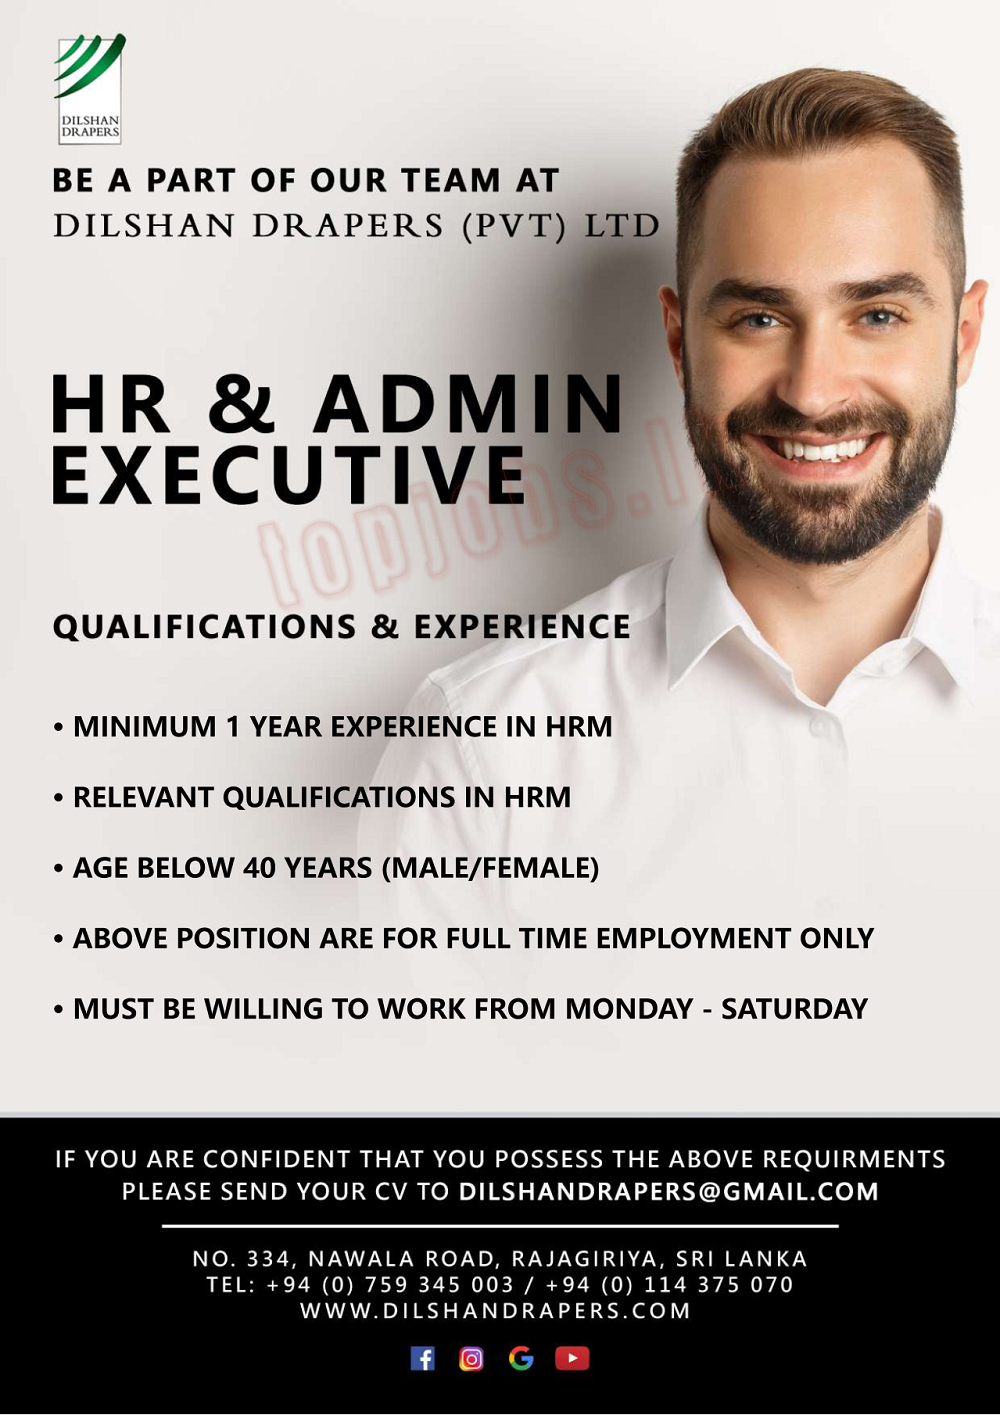 DILSHAN
DRAPERS
BE A PART OF OUR TEAM AT
DILSHAN DRAPERS (PVT) LTD
HR & ADMIN
EXECUTIVE
topjobs.l
QUALIFICATIONS & EXPERIENCE
• MINIMUM 1 YEAR EXPERIENCE IN HRM
• RELEVANT QUALIFICATIONS IN HRM
• AGE BELOW 40 YEARS (MALE/FEMALE)
• ABOVE POSITION ARE FOR FULL TIME EMPLOYMENT ONLY
• MUST BE WILLING TO WORK FROM MONDAY - SATURDAY
IF YOU ARE CONFIDENT THAT YOU POSSESS THE ABOVE REQUIRMENTS
PLEASE SEND YOUR CV TO DILSHANDRAPERS@GMAIL.COM
NO. 334, NAWALA ROAD, RAJAGIRIYA, SRI LANKA
TEL: +94 (0) 759 345 003 / +94 (0) 114 375 070
WWW.DILSHANDRAPERS.COM